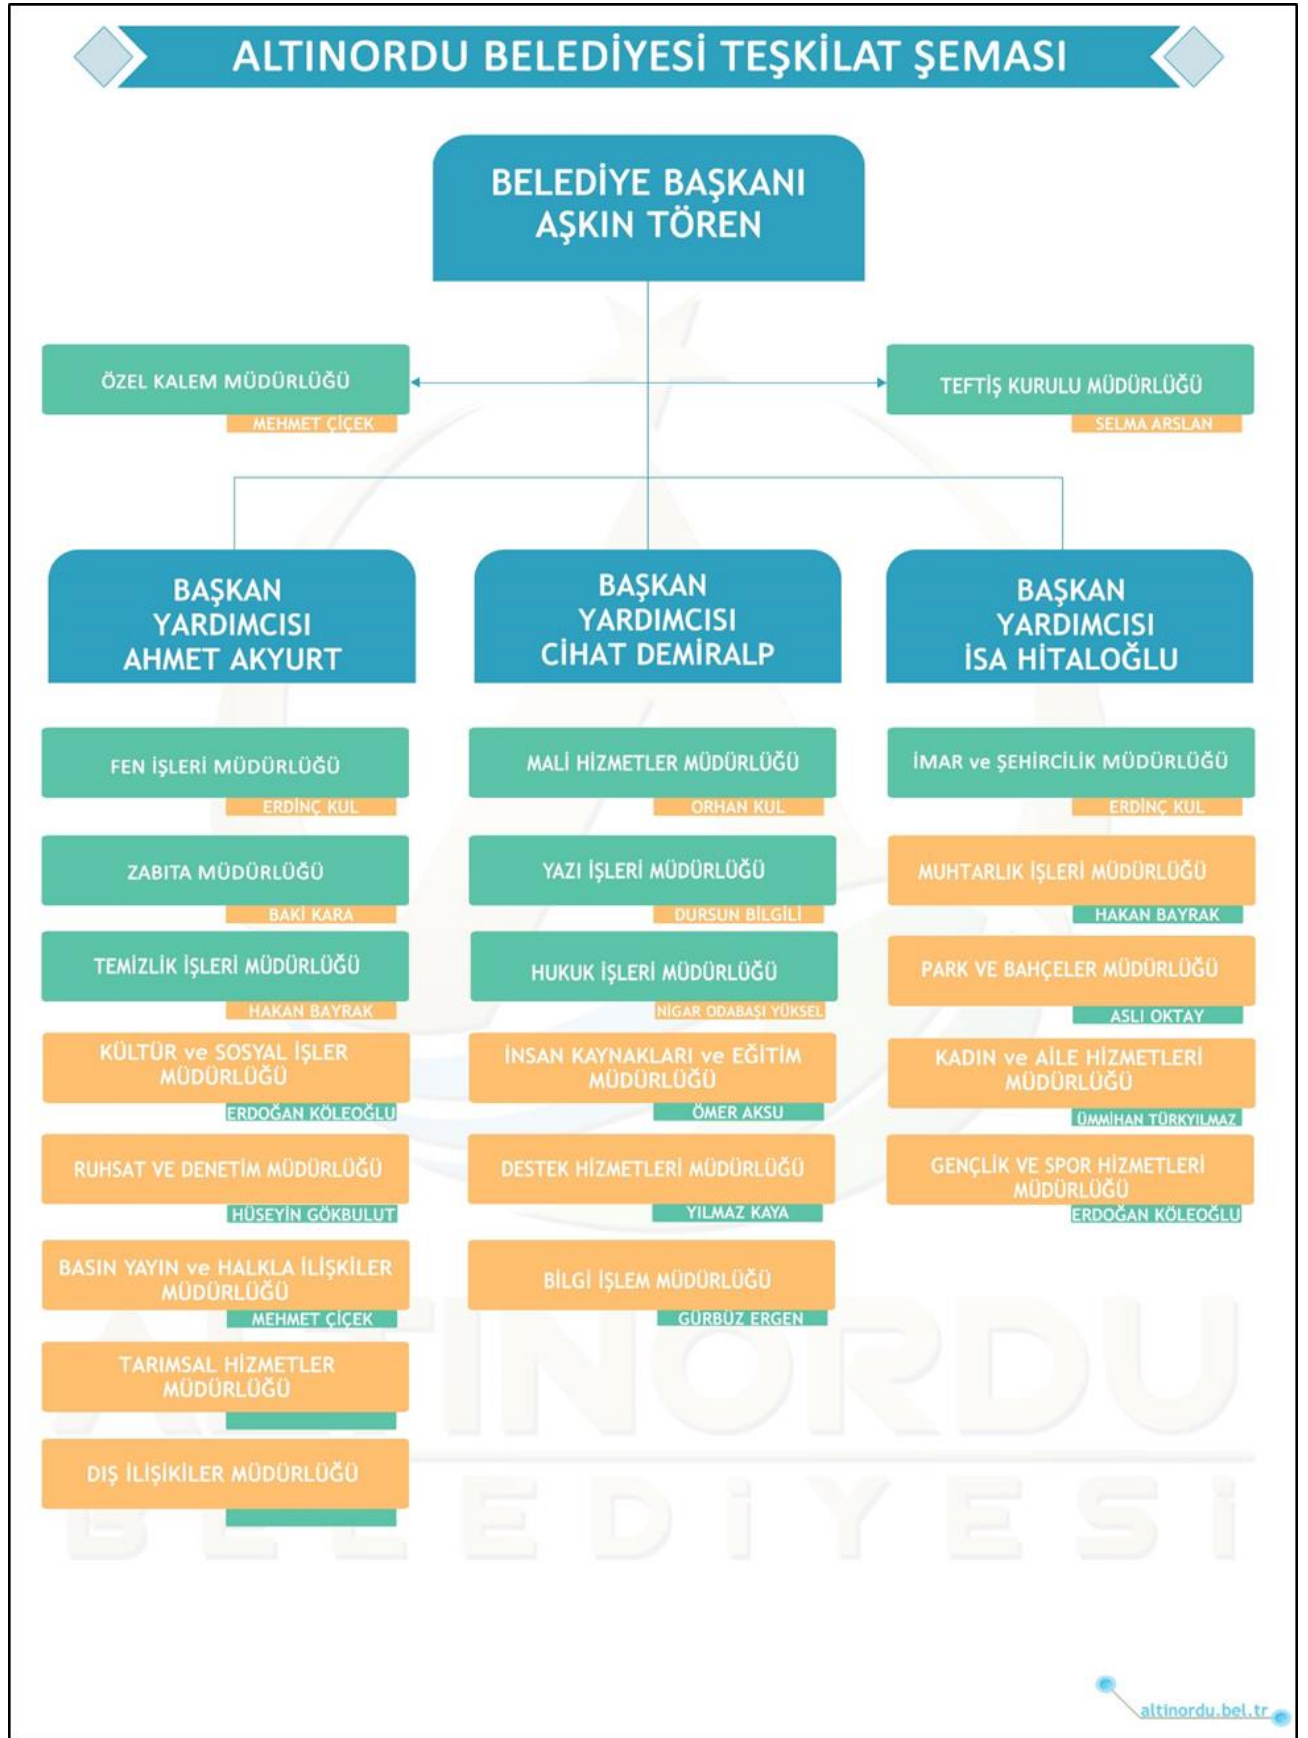 ALTINORDU BELEDİYESİ TEŞKİLAT ŞEMASI
BELEDİYE BAŞKANI
AŞKIN TÖREN
ÖZEL KALEM MÜDÜRLÜĞÜ
MEHMET ÇİÇEK
TEFTİŞ KURULU MÜDÜRLÜĞÜ
SELMA ARSLAN
BAŞKAN
YARDIMCISI
AHMET AKYURT
FEN İŞLERİ MÜDÜRLÜĞÜ
ERDİNÇ KUL
ZABITA MÜDÜRLÜĞÜ
BAKİ KARA
TEMİZLİK İŞLERİ MÜDÜRLÜĞÜ
HAKAN BAYRAK
KÜLTÜR ve SOSYAL İŞLER
MÜDÜRLÜĞÜ
ERDOĞAN KÖLEOĞLU
RUHSAT VE DENETİM MÜDÜRLÜĞÜ
HÜSEYİN GÖKBULUT
BASIN YAYIN ve HALKLA İLİŞKİLER
MÜDÜRLÜĞÜ
MEHMET ÇİÇEK
TARIMSAL HİZMETLER
MÜDÜRLÜĞÜ
DIŞ İLİŞİKİLER MÜDÜRLÜĞÜ
BAŞKAN
YARDIMCISI
CİHAT DEMİRALP
MALİ HİZMETLER MÜDÜRLÜĞÜ
ORHAN KUL
YAZI İŞLERİ MÜDÜRLÜĞÜ
DURSUN BİLGİLİ
HUKUK İŞLERİ MÜDÜRLÜĞÜ
NİGAR ODABAŞI YÜKSEL
İNSAN KAYNAKLARI ve EĞİTİM
MÜDÜRLÜĞÜ
ÖMER AKSU
DESTEK HİZMETLERİ MÜDÜRLÜĞÜ
YILMAZ KAYA
BİLGİ İŞLEM MÜDÜRLÜĞÜ
GÜRBÜZ ERGEN
BAŞKAN
YARDIMCISI
İSA HİTALOĞLU
İMAR ve ŞEHİRCİLİK MÜDÜRLÜĞÜ
ERDİNÇ KUL
MUHTARLIK İŞLERİ MÜDÜRLÜĞÜ
HAKAN BAYRAK
PARK VE BAHÇELER MÜDÜRLÜĞÜ
ASLI OKTAY
KADIN ve AİLE HİZMETLERİ
MÜDÜRLÜĞÜ
ÜMMİHAN TÜRKYILMAZ
GENÇLİK VE SPOR HİZMETLERİ
MÜDÜRLÜĞÜ
ERDOĞAN KÖLEOĞLU
ALTINORDU
BELEDİYESİ
altinordu.bel.tr